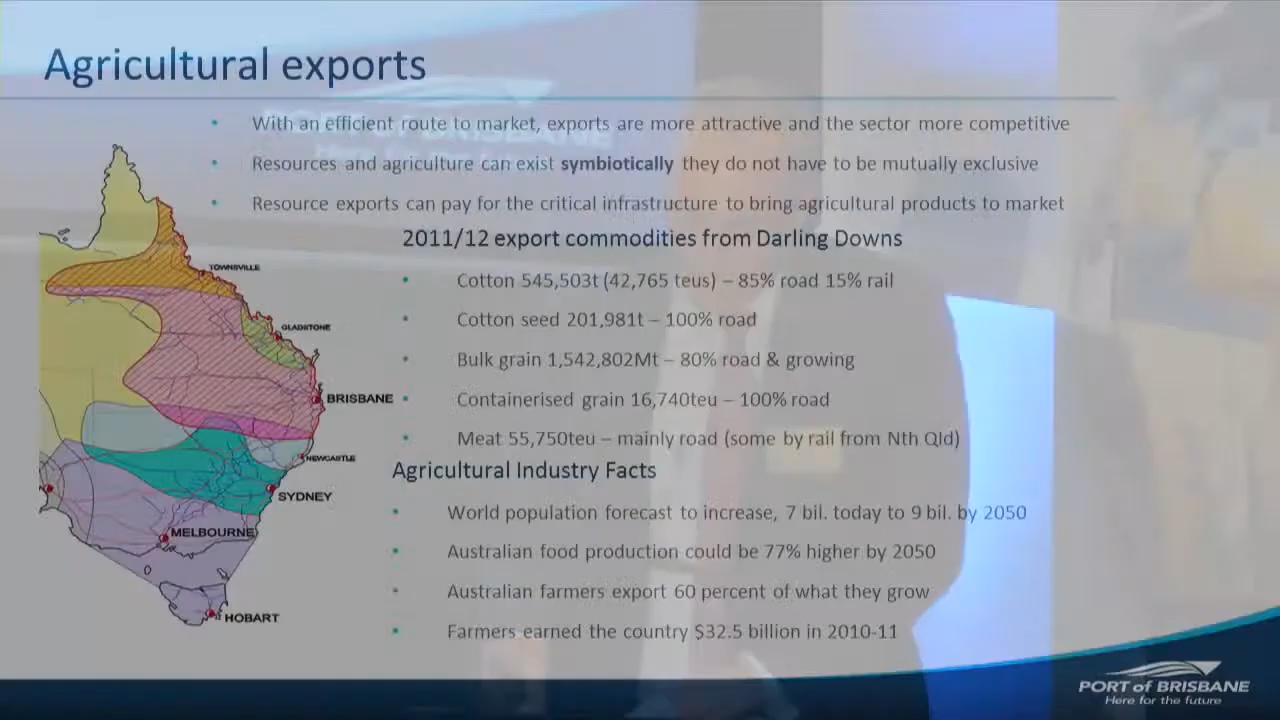 Agricultural exports
• With an efficient route to market, exports are more attractive and the sector more competitive
• Resources and agriculture can exist symbiotically they do not have to be mutually exclusive
• Resource exports can pay for the critical infrastructure to bring agricultural products to market
2011/12 export commodities from Darling Downs
• Cotton 545,503t (42,765 teus) – 85% road 15% rail
• Cotton seed 201,981t – 100% road
• Bulk grain 1,542,802Mt – 80% road & growing
• Containerised grain 16,740teu – 100% road
• Meat 55,750teu – mainly road (some by rail from Nth Qld)
Agricultural Industry Facts
• World population forecast to increase, 7 bil. today to 9 bil. by 2050
• Australian food production could be 77% higher by 2050
• Australian farmers export 60 percent of what they grow
• Farmers earned the country $32.5 billion in 2010-11
TOWNSVILLE
GLADSTONE
BRISBANE
NEWCASTLE
SYDNEY
MELBOURNE
HOBART
PORT of BRISBANE
Here for the future
PORT of BRISBANE
Here for the future